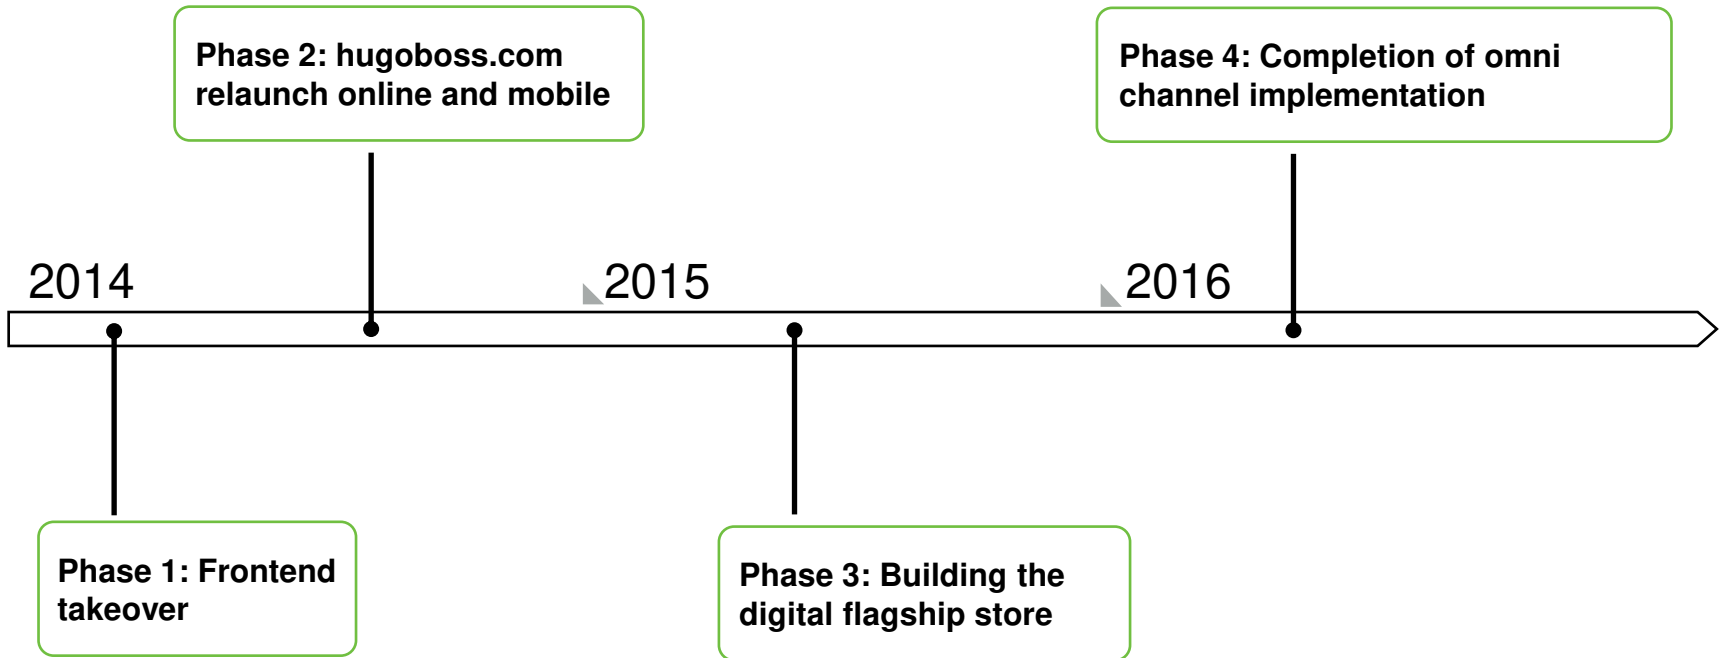 Phase 2: hugoboss.com
relaunch online and mobile
Phase 4: Completion of omni
channel implementation
2014
2015
2016
Phase 1: Frontend
takeover
Phase 3: Building the
digital flagship store